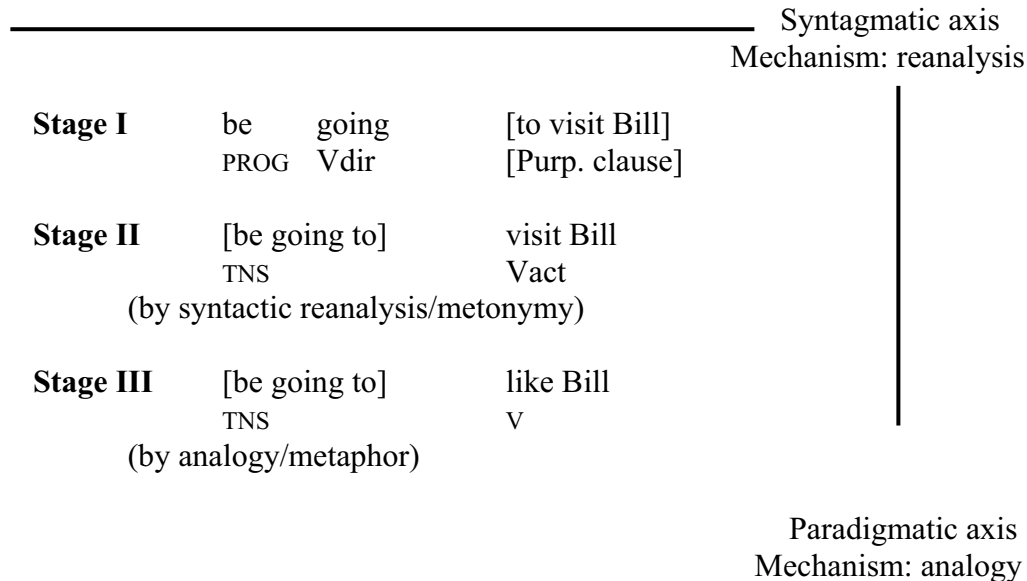 Syntagmatic axis
Mechanism: reanalysis
Stage I be going [to visit Bill]
PROG Vdir [Purp. clause]
Stage II [be going to] visit Bill
TNS Vact
(by syntactic reanalysis/metonymy)
Stage III [be going to] like Bill
TNS V
(by analogy/metaphor)
Paradigmatic axis
Mechanism: analogy